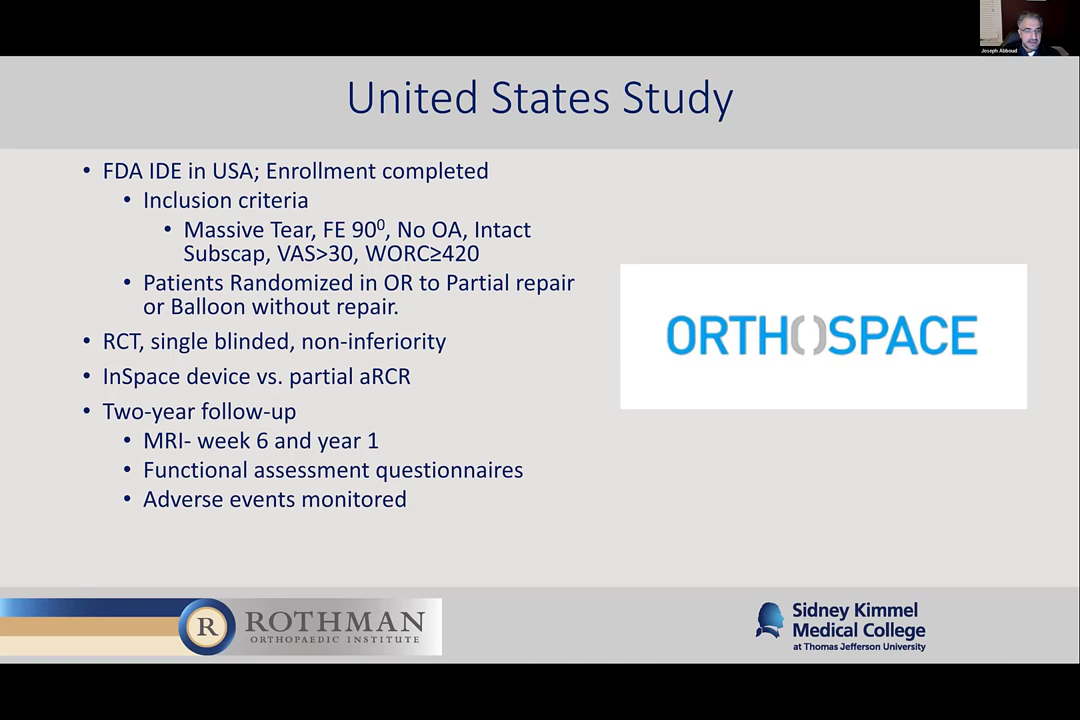 Joseph Abboud
United States Study
• FDA IDE in USA; Enrollment completed
• Inclusion criteria
• Massive Tear, FE 90⁰, No OA, Intact
Subscap, VAS>30, WORC≥420
• Patients Randomized in OR to Partial repair
or Balloon without repair.
• RCT, single blinded, non-inferiority
• InSpace device vs. partial aRCR
• Two-year follow-up
• MRI- week 6 and year 1
• Functional assessment questionnaires
• Adverse events monitored
ORTHOSPACE
R
ROTHMAN
ORTHOPAEDIC INSTITUTE
Sidney Kimmel
Medical College
at Thomas Jefferson University